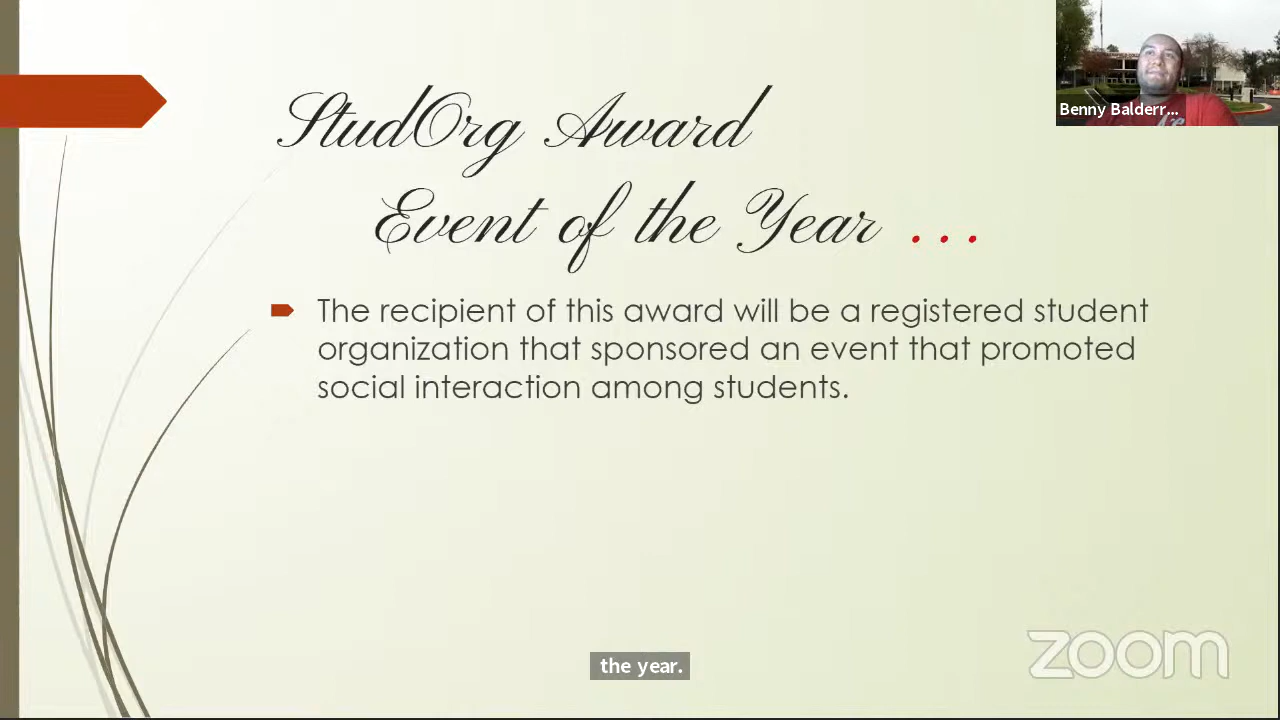 Benny Balderr...
StudOrg Award
Event of the Year ...
The recipient of this award will be a registered student
organization that sponsored an event that promoted
social interaction among students.
the year.
zoom